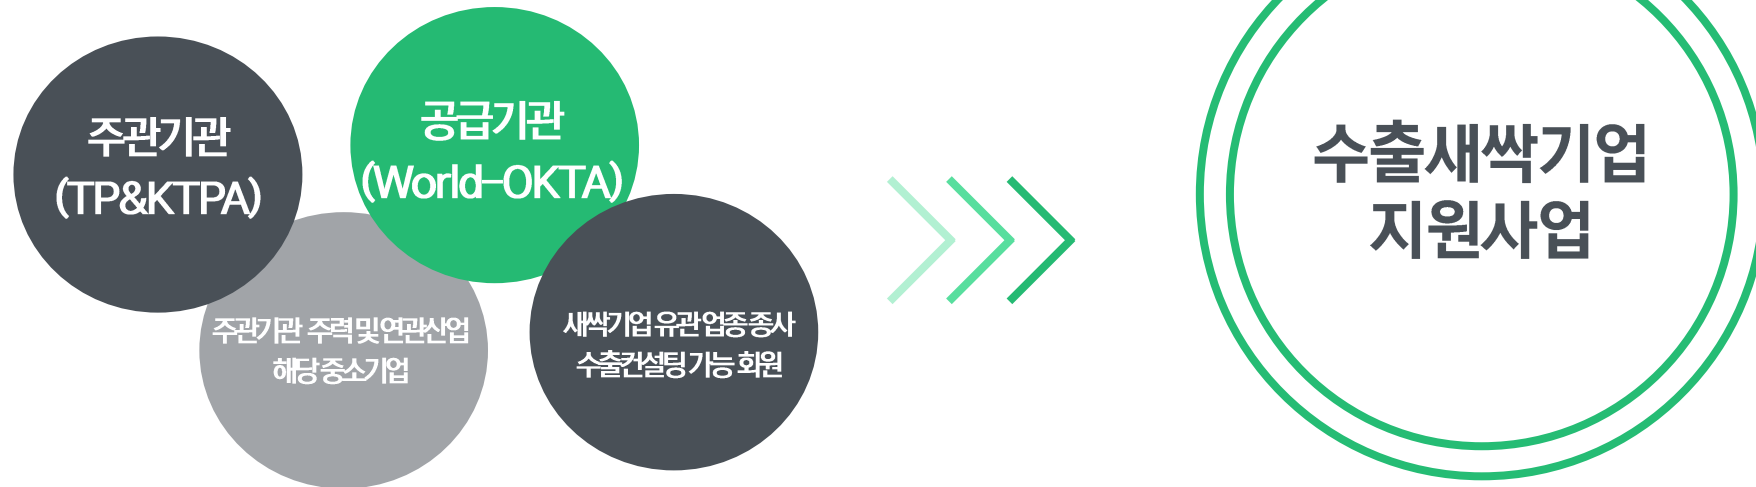 주관기관
(TP&KTPA)
공급기관
(World-OKTA)
주관기관 주력 및 연관산업
해당 중소기업
새싹기업 유관 업종 종사
수출컨설팅 가능 회원
수출새싹기업
지원사업